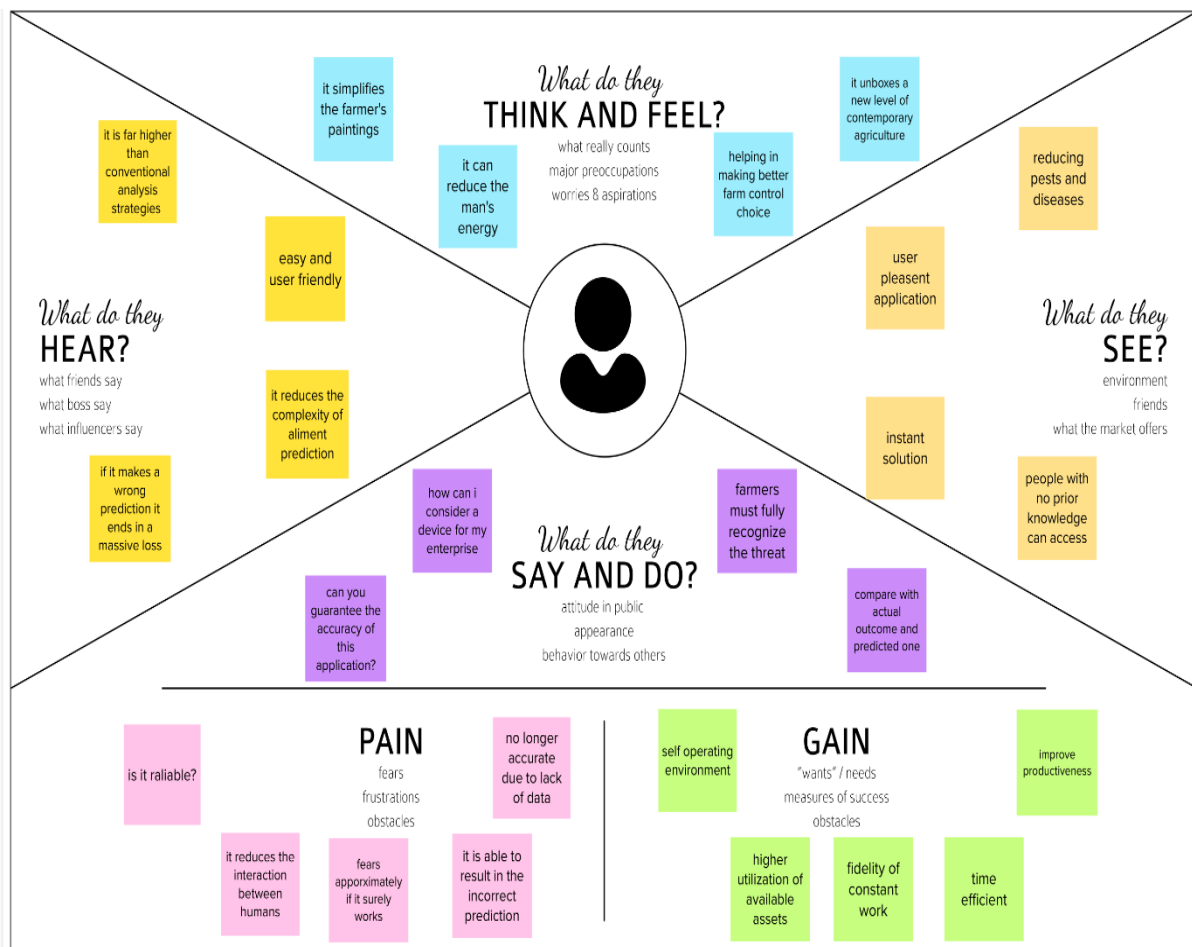 What do they
THINK AND FEEL?
what really counts
major preoccupations
worries & aspirations
it simplifies
the farmer's
paintings
it can
reduce the
man's
energy
helping in
making better
farm control
choice
it unboxes a
new level of
contemporary
agriculture
What do they
HEAR?
what friends say
what boss say
what influencers say
it is far higher
than
conventional
analysis
strategies
easy and
user friendly
it reduces the
complexity of
aliment
prediction
if it makes a
wrong
prediction it
ends in a
massive loss
What do they
SEE?
environment
friends
what the market offers
reducing
pests and
diseases
user
pleasent
application
instant
solution
people with
no prior
knowledge
can access
What do they
SAY AND DO?
attitude in public
appearance
behavior towards others
how can i
consider a
device for my
enterprise
can you
guarantee the
accuracy of
this
application?
farmers
must fully
recognize
the threat
compare with
actual
outcome and
predicted one
PAIN
fears
frustrations
obstacles
is it raliable?
it reduces the
interaction
between
humans
fears
apporximately
if it surely
works
it is able to
result in the
incorrect
prediction
no longer
accurate
due to lack
of data
GAIN
"wants" / needs
measures of success
obstacles
self operating
environment
higher
utilization of
available
assets
fidelity of
constant
work
time
efficient
improve
productiveness